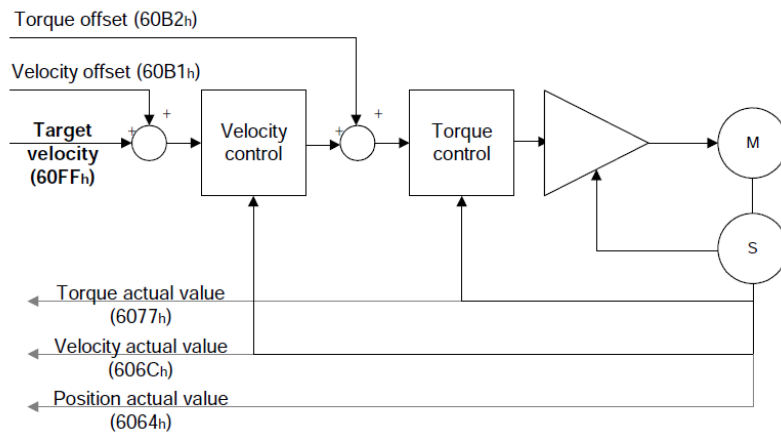 Torque offset (60B2h)
Velocity offset (60B1h)
+
+
+
+
Target
velocity
(60FFh)
Velocity
control
Torque
control
M
S
Torque actual value
(6077h)
Velocity actual value
(606Ch)
Position actual value
(6064h)